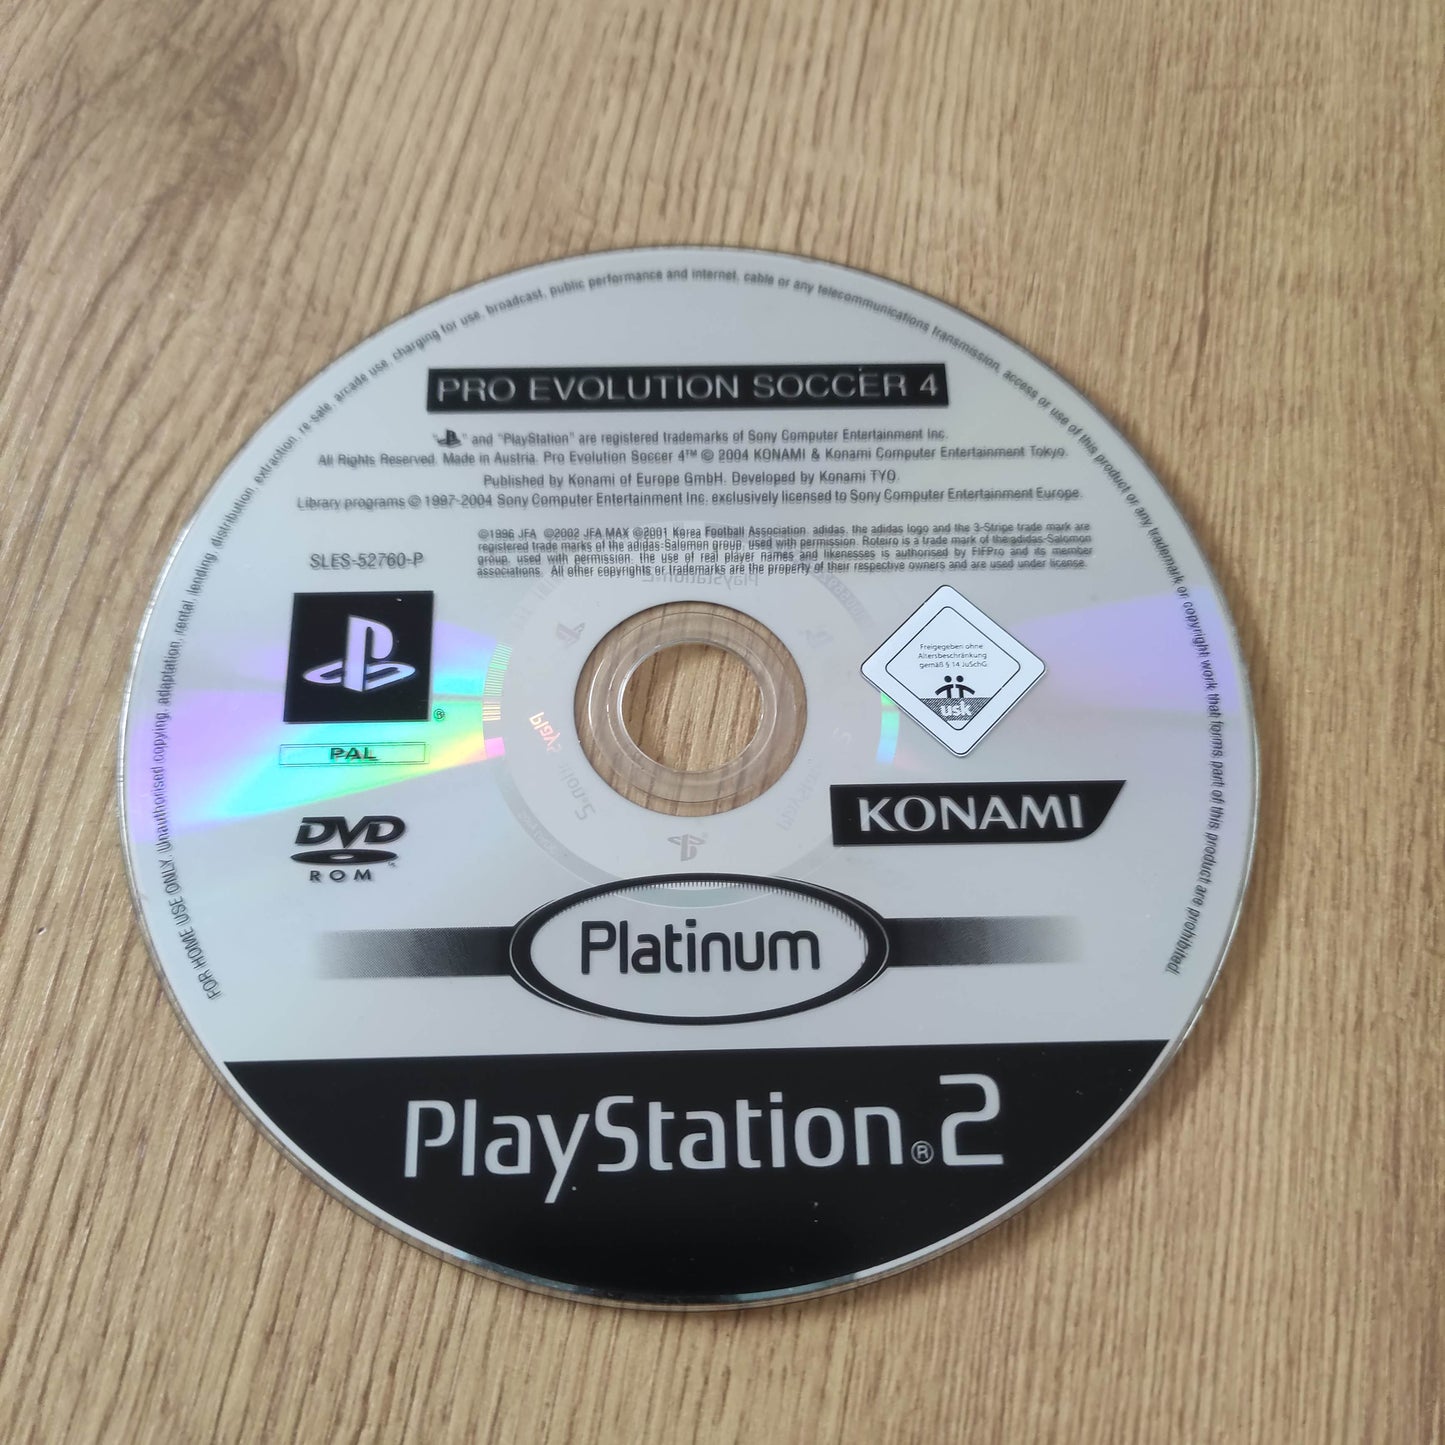 FOR HOME USE ONLY. Unauthorised copying, adaptation, rental, lending, distribution, extraction, re-sale, arcade use, charging for use, broadcast, public performance and internet, cable or any telecommunications transmission, access or use of this product or any trademark or copyright work that forms part of this product are prohibited.
PRO EVOLUTION SOCCER 4
" " and "PlayStation" are registered trademarks of Sony Computer Entertainment Inc.
All Rights Reserved. Made in Austria. Pro Evolution Soccer 4™ © 2004 KONAMI & Konami Computer Entertainment Tokyo.
Published by Konami of Europe GmbH. Developed by Konami TYO.
Library programs © 1997-2004 Sony Computer Entertainment Inc. exclusively licensed to Sony Computer Entertainment Europe.
©1996 JFA ©2002 JFA MAX ©2001 Korea Football Association. adidas, the adidas logo and the 3-Stripe trade mark are
registered trade marks of the adidas-Salomon group, used with permission. Roteiro is a trade mark of the adidas-Salomon
group, used with permission. the use of real player names and likenesses is authorised by FIFPro and its member
associations. All other copyrights or trademarks are the property of their respective owners and are used under license.
SLES-52760-P
®
PAL
DVD
ROM
Freigegeben ohne
Altersbeschränkung
gemäß § 14 JuSchG
usk
KONAMI
Platinum
PlayStation®2